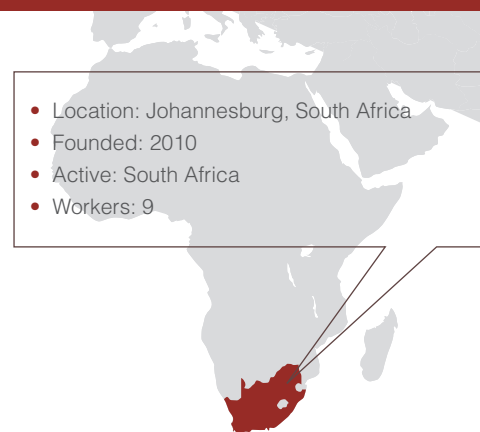 • Location: Johannesburg, South Africa
• Founded: 2010
• Active: South Africa
• Workers: 9